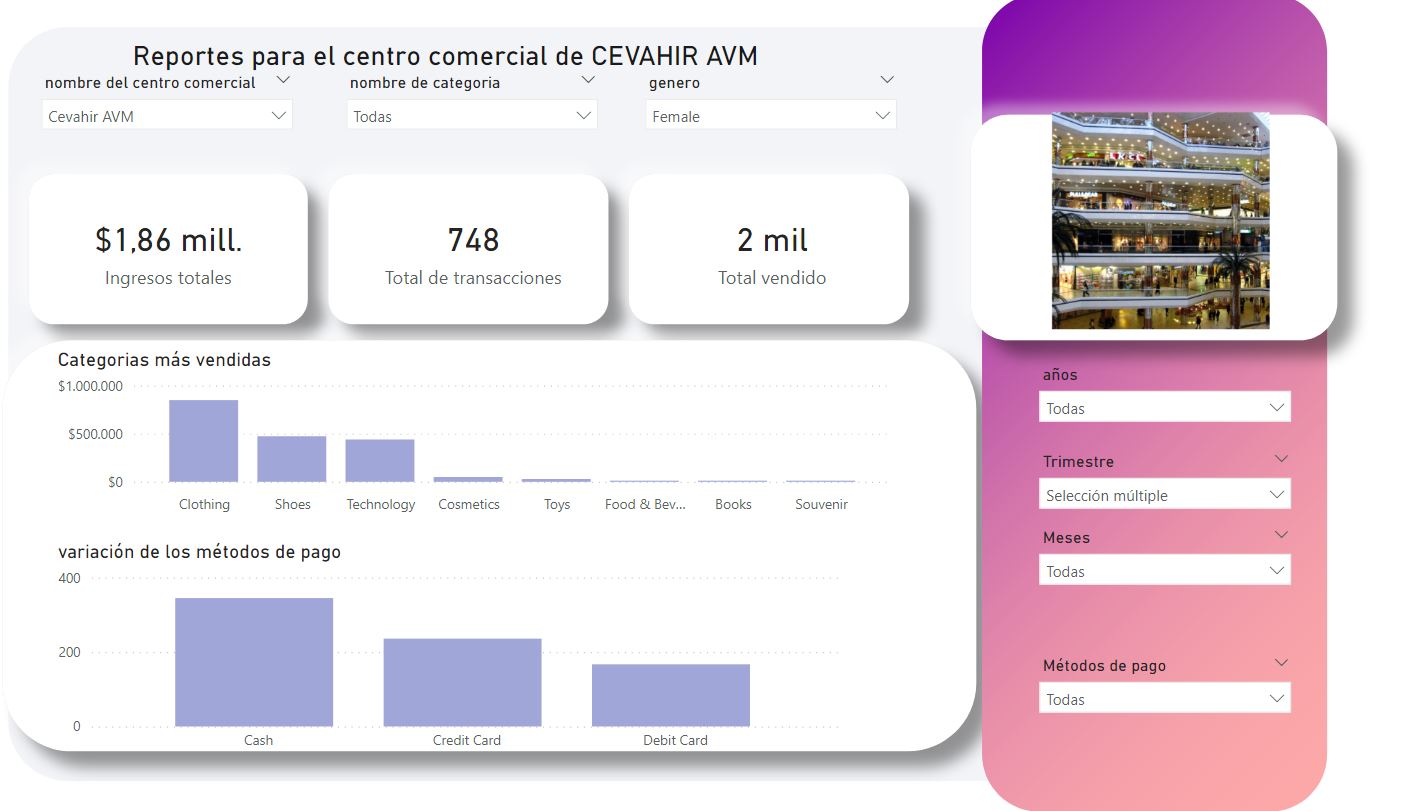 Reportes para el centro comercial de CEVAHIR AVM
nombre del centro comercial
nombre de categoria
genero
Cevahir AVM
Todas
Female
$1,86 mill.
Ingresos totales
748
Total de transacciones
2 mil
Total vendido
Categorias más vendidas
$1.000.000
$500.000
$0
Clothing
Shoes
Technology
Cosmetics
Toys
Food & Bev...
Books
Souvenir
variación de los métodos de pago
400
200
0
Cash
Credit Card
Debit Card
años
Todas
Trimestre
Selección múltiple
Meses
Todas
Métodos de pago
Todas